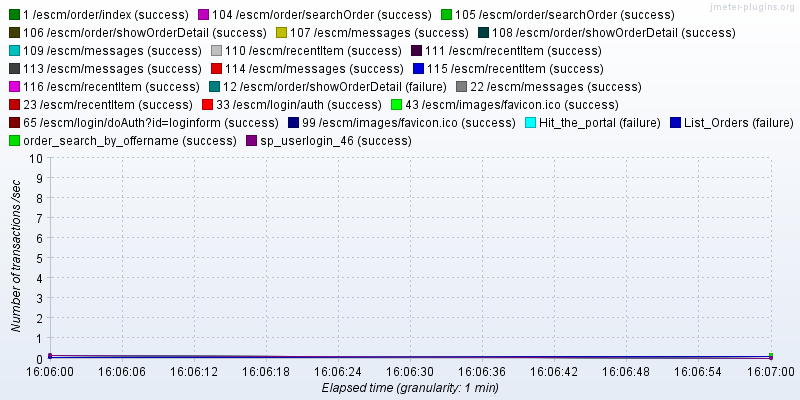 jmeter-plugins.org
1 /escm/order/index (success) 104 /escm/order/searchOrder (success) 105 /escm/order/searchOrder (success)
106 /escm/order/showOrderDetail (success) 107 /escm/messages (success) 108 /escm/order/showOrderDetail (success)
109 /escm/messages (success) 110 /escm/recentItem (success) 111 /escm/recentItem (success)
113 /escm/messages (success) 114 /escm/messages (success) 115 /escm/recentItem (success)
116 /escm/recentItem (success) 12 /escm/order/showOrderDetail (failure) 22 /escm/messages (success)
23 /escm/recentItem (success) 33 /escm/login/auth (success) 43 /escm/images/favicon.ico (success)
65 /escm/login/doAuth?id=loginform (success) 99 /escm/images/favicon.ico (success) Hit_the_portal (failure) List_Orders (failure)
order_search_by_offername (success) sp_userlogin_46 (success)
Number of transactions /sec
10
9
8
7
6
5
4
3
2
1
0
16:06:00 16:06:06 16:06:12 16:06:18 16:06:24 16:06:30 16:06:36 16:06:42 16:06:48 16:06:54 16:07:00
Elapsed time (granularity: 1 min)